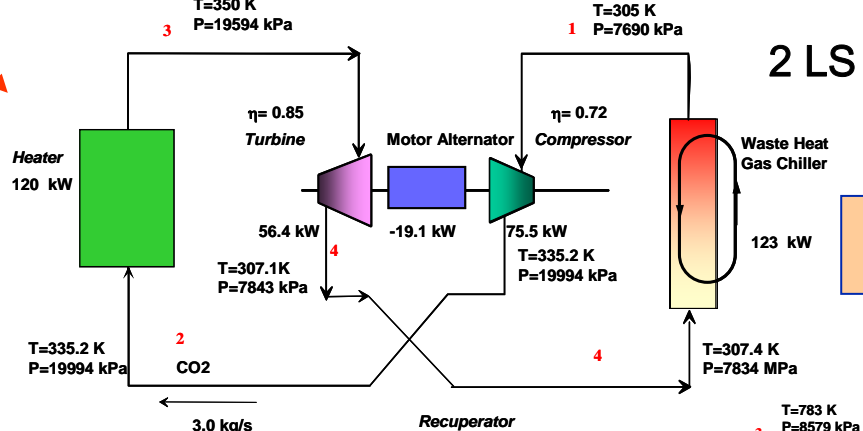 T=350 K
P=19594 kPa
3
T=305 K
P=7690 kPa
1
2 LS
η= 0.85
Turbine
Motor Alternator
η= 0.72
Compressor
Heater
120 kW
Waste Heat
Gas Chiller
56.4 kW
-19.1 kW
75.5 kW
123 kW
4
T=307.1K
P=7843 kPa
T=335.2 K
P=19994 kPa
T=335.2 K
P=19994 kPa
2
CO2
4
T=307.4 K
P=7834 MPa
3.0 kg/s
Recuperator
T=783 K
P=8579 kPa